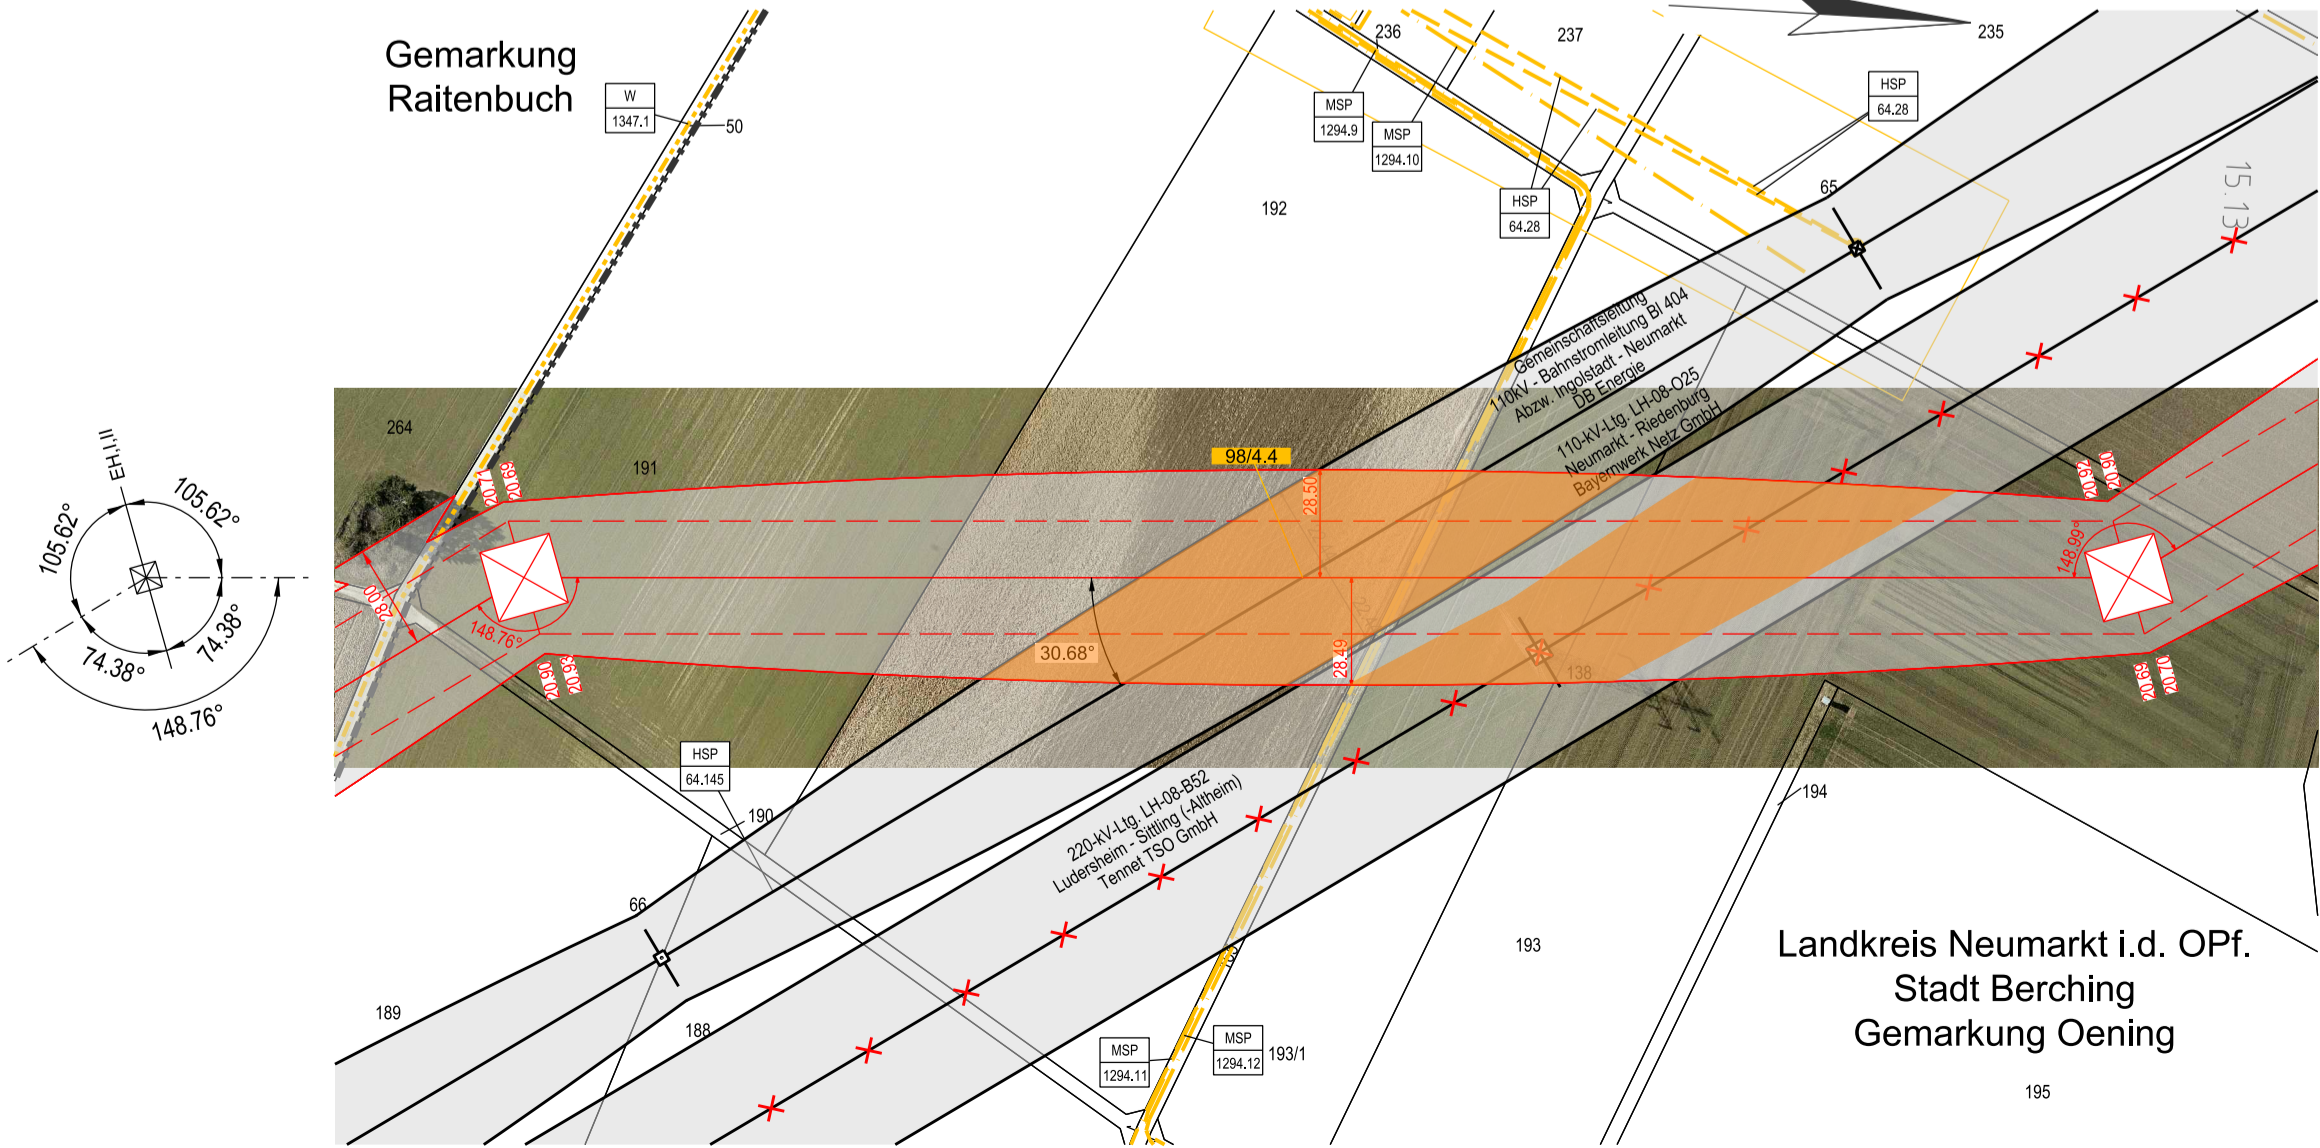 Gemarkung
Raitenbuch
W
1347.1
50
236
237
235
MSP
1294.9
MSP
1294.10
HSP
64.28
HSP
64.28
65
15.13
192
Gemeinschaftsleitung
110kV - Bahnstromleitung Bl 404
Abzw. Ingolstadt - Neumarkt
DB Energie
110-kV-Ltg. LH-08-O25
Neumarkt - Riedenburg
Bayernwerk Netz GmbH
264
191
20.69
98/4.4
28.50
20.92
20.90
EH,I,II
105.62°
105.62°
74.38°
74.38°
148.76°
28.00
148.76°
148.99°
30.68°
28.49
138
20.90
20.93
20.69
20.70
HSP
64.145
190
220-kV-Ltg. LH-08-B52
Ludersheim - Sittling (-Altheim)
Tennet TSO GmbH
194
66
193
189
188
MSP
1294.11
MSP
1294.12
193/1
Landkreis Neumarkt i.d. OPf.
Stadt Berching
Gemarkung Oening
195